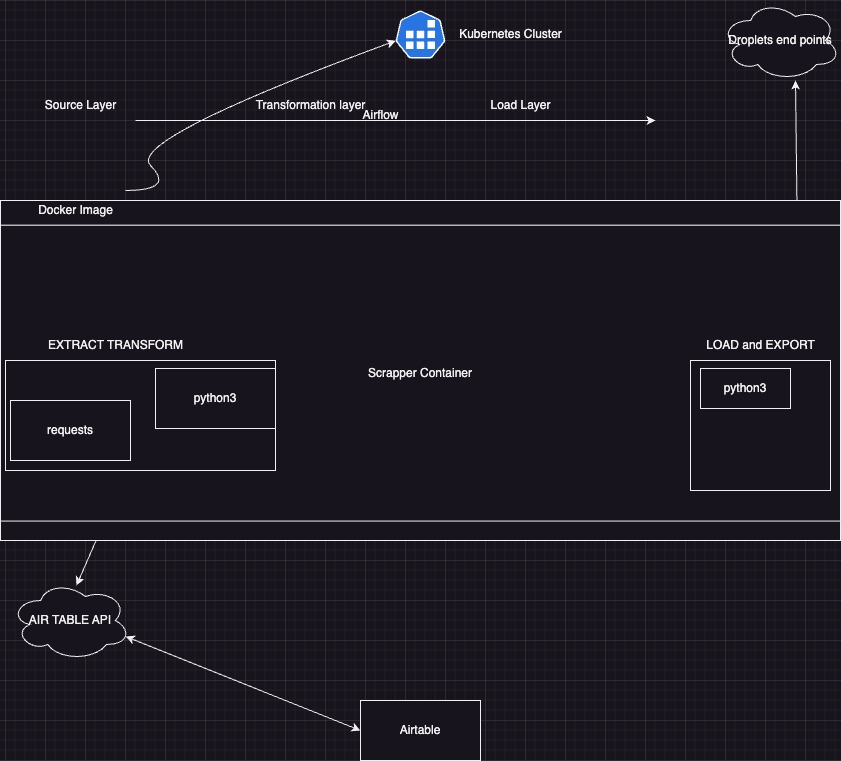 Kubernetes Cluster
Droplets end points
Source Layer
Transformation layer
Load Layer
Airflow
Docker Image
EXTRACT TRANSFORM
LOAD and EXPORT
Scrapper Container
python3
python3
requests
AIR TABLE API
Airtable